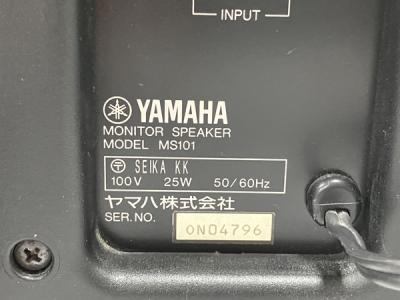 INPUT
YAMAHA
MONITOR SPEAKER
MODEL MS101
〒 SEIKA KK
100V 25W 50/60Hz
ヤマハ株式会社
SER.NO. ON04796